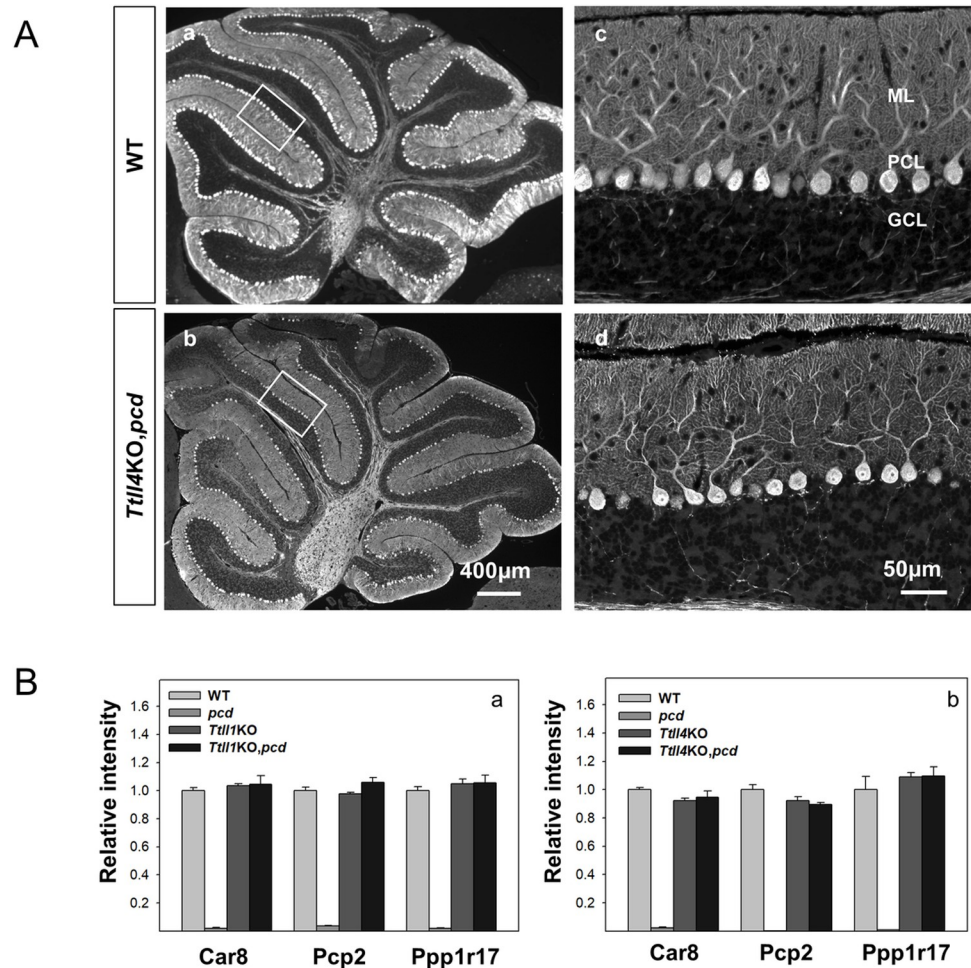 A
WT
Ttll4KO,pcd
a
b
400µm
c
ML
PCL
GCL
d
50µm
B
a
Relative intensity
1.6
1.4
1.2
1.0
0.8
0.6
0.4
0.2
WT
pcd
Ttll1KO
Ttll1KO,pcd
Car8 Pcp2 Ppp1r17
b
Relative intensity
1.6
1.4
1.2
1.0
0.8
0.6
0.4
0.2
WT
pcd
Ttll4KO
Ttll4KO,pcd
Car8 Pcp2 Ppp1r17